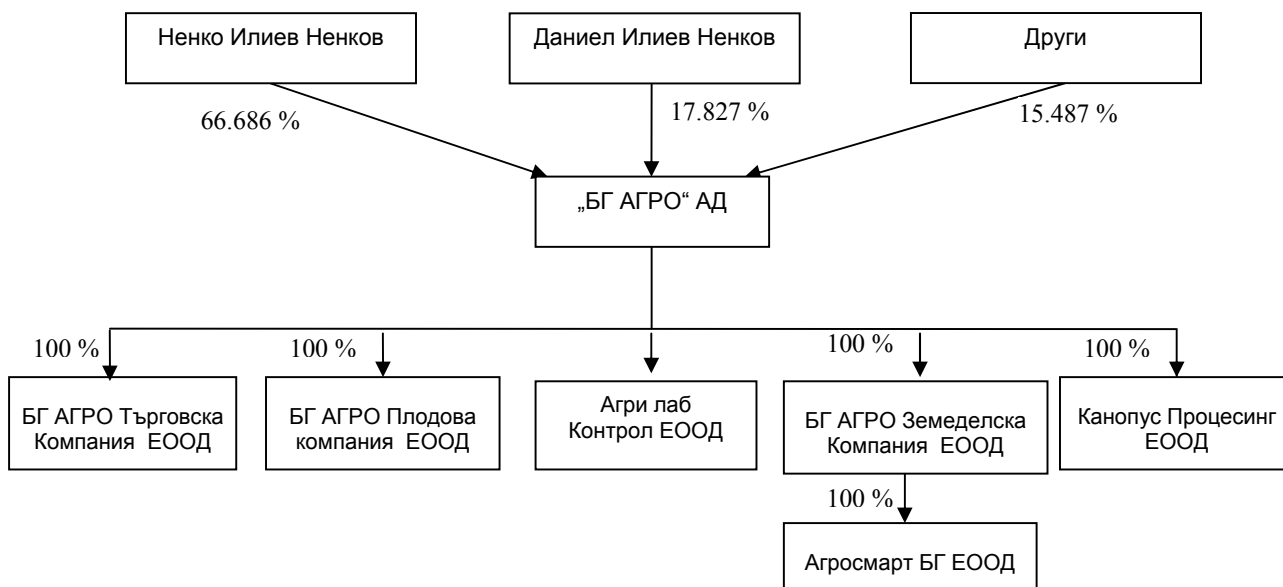 Ненко Илиев Ненков
Даниел Илиев Ненков
Други
66.686 %
17.827 %
15.487 %
„БГ АГРО“ АД
100 %
100 %
100 %
100 %
БГ АГРО Търговска
Компания ЕООД
БГ АГРО Плодова
компания ЕООД
Агри лаб
Контрол ЕООД
БГ АГРО Земеделска
Компания ЕООД
Канопус Процесинг
ЕООД
100 %
Агросмарт БГ ЕООД